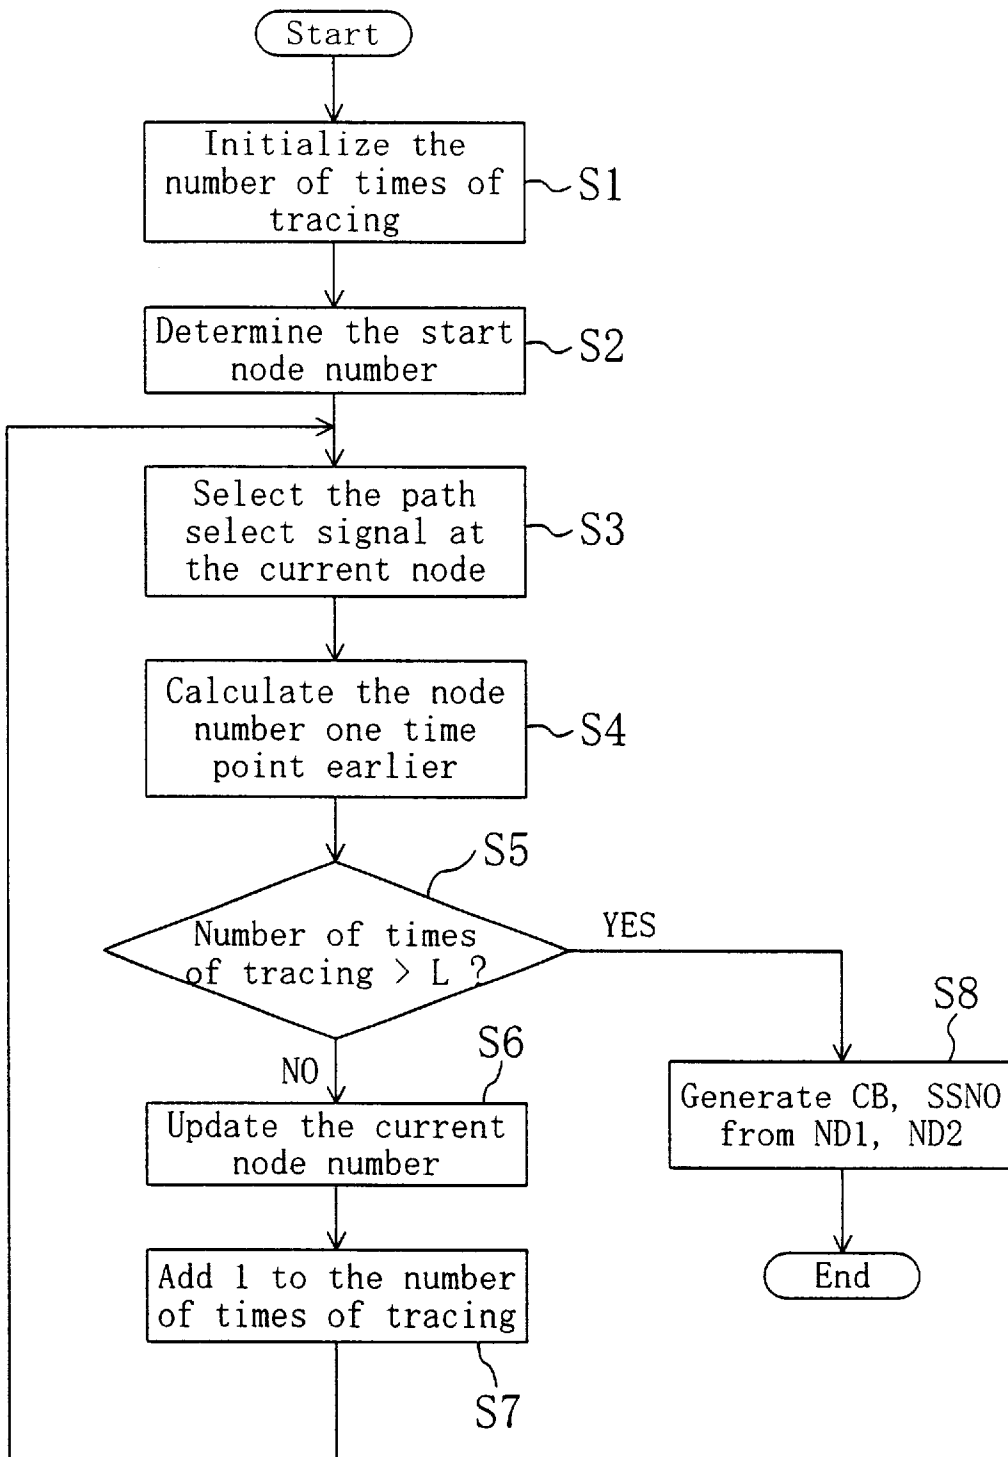 Start
Initialize the
number of times of
tracing
S1
Determine the start
node number
S2
Select the path
select signal at
the current node
S3
Calculate the node
number one time
point earlier
S4
S5
Number of times
of tracing > L ?
YES
NO
S6
Update the current
node number
S8
Generate CB, SSNO
from ND1, ND2
Add 1 to the number
of times of tracing
S7
End